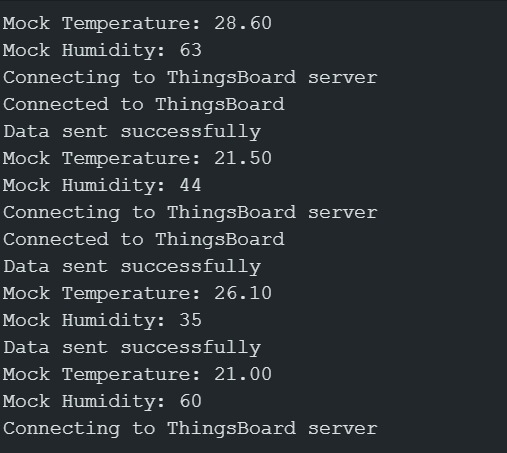 Mock Temperature: 28.60
Mock Humidity: 63
Connecting to ThingsBoard server
Connected to ThingsBoard
Data sent successfully
Mock Temperature: 21.50
Mock Humidity: 44
Connecting to ThingsBoard server
Connected to ThingsBoard
Data sent successfully
Mock Temperature: 26.10
Mock Humidity: 35
Data sent successfully
Mock Temperature: 21.00
Mock Humidity: 60
Connecting to ThingsBoard server